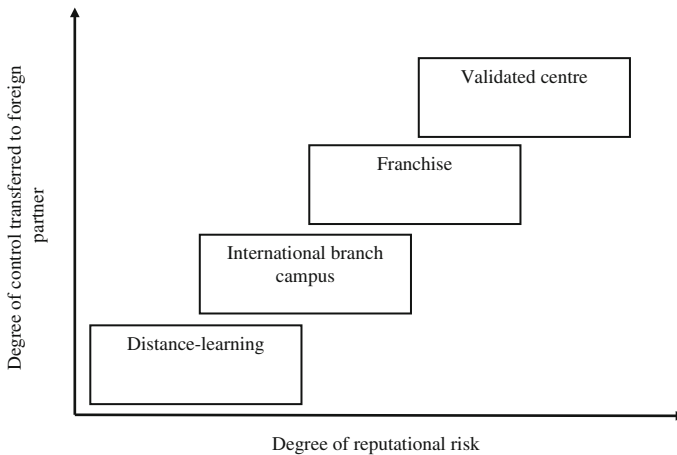 Degree of control transferred to foreign
partner
Validated centre
Franchise
International branch
campus
Distance-learning
Degree of reputational risk